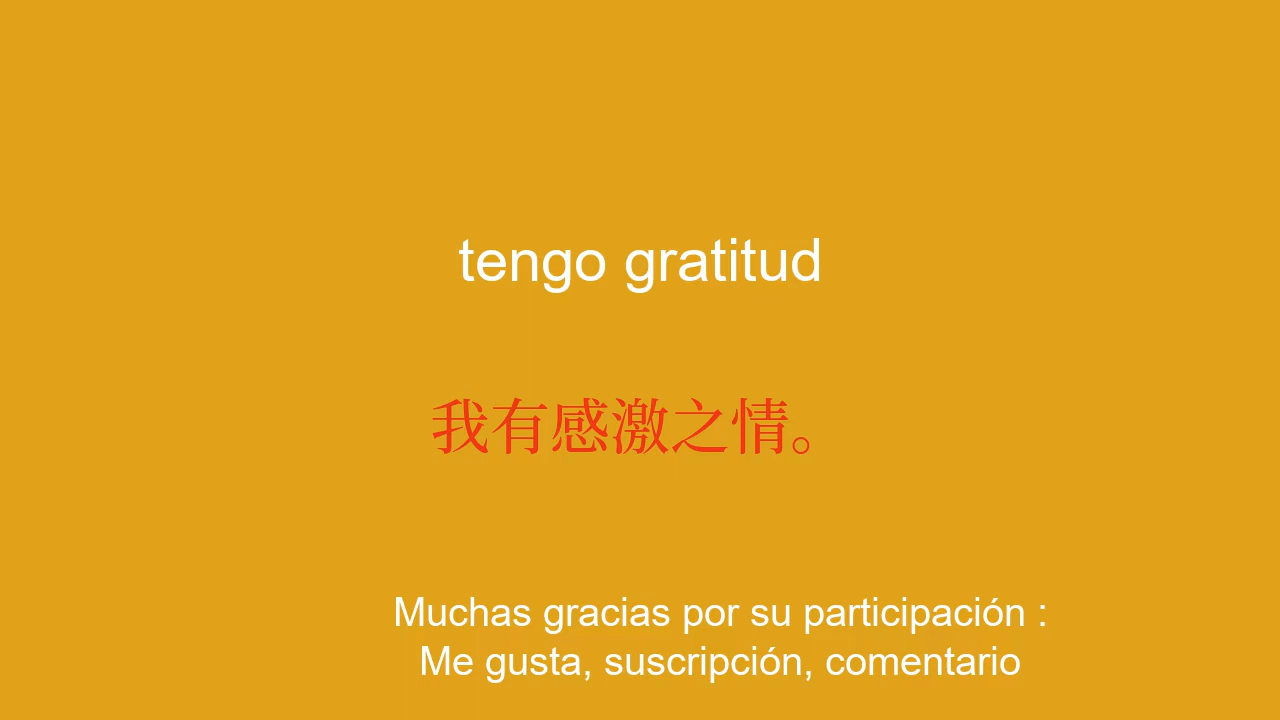 tengo gratitud
我有感激之情。
Muchas gracias por su participación :
Me gusta, suscripción, comentario